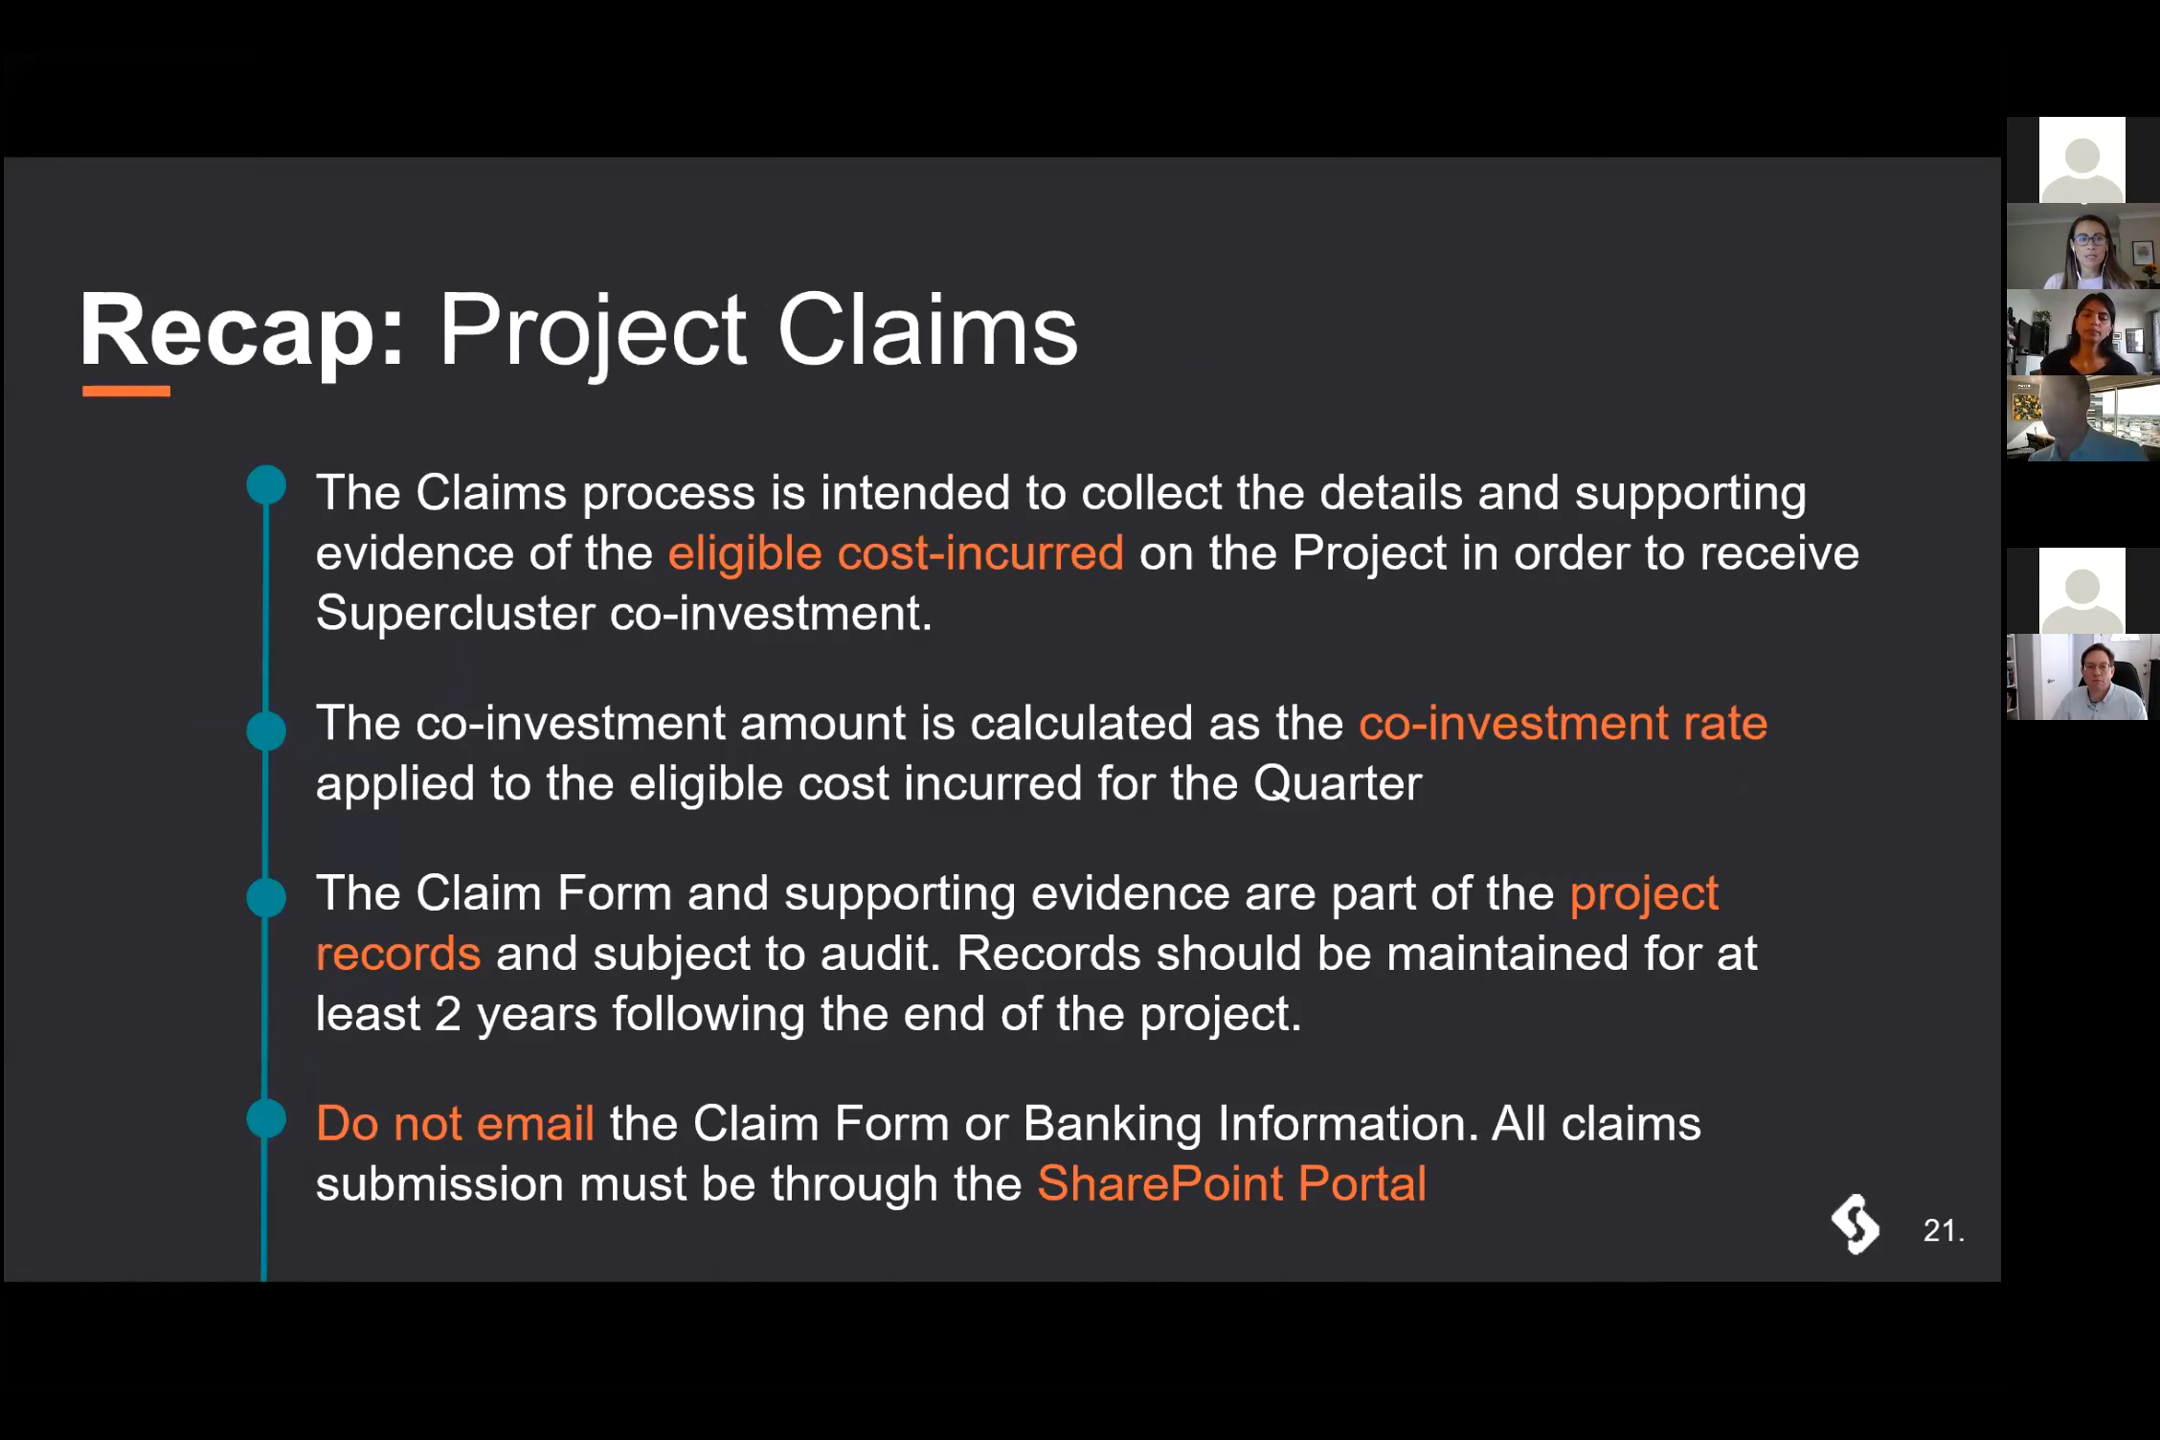 Recap: Project Claims
The Claims process is intended to collect the details and supporting
evidence of the eligible cost-incurred on the Project in order to receive
Supercluster co-investment.
The co-investment amount is calculated as the co-investment rate
applied to the eligible cost incurred for the Quarter
The Claim Form and supporting evidence are part of the project
records and subject to audit. Records should be maintained for at
least 2 years following the end of the project.
Do not email the Claim Form or Banking Information. All claims
submission must be through the SharePoint Portal
21.